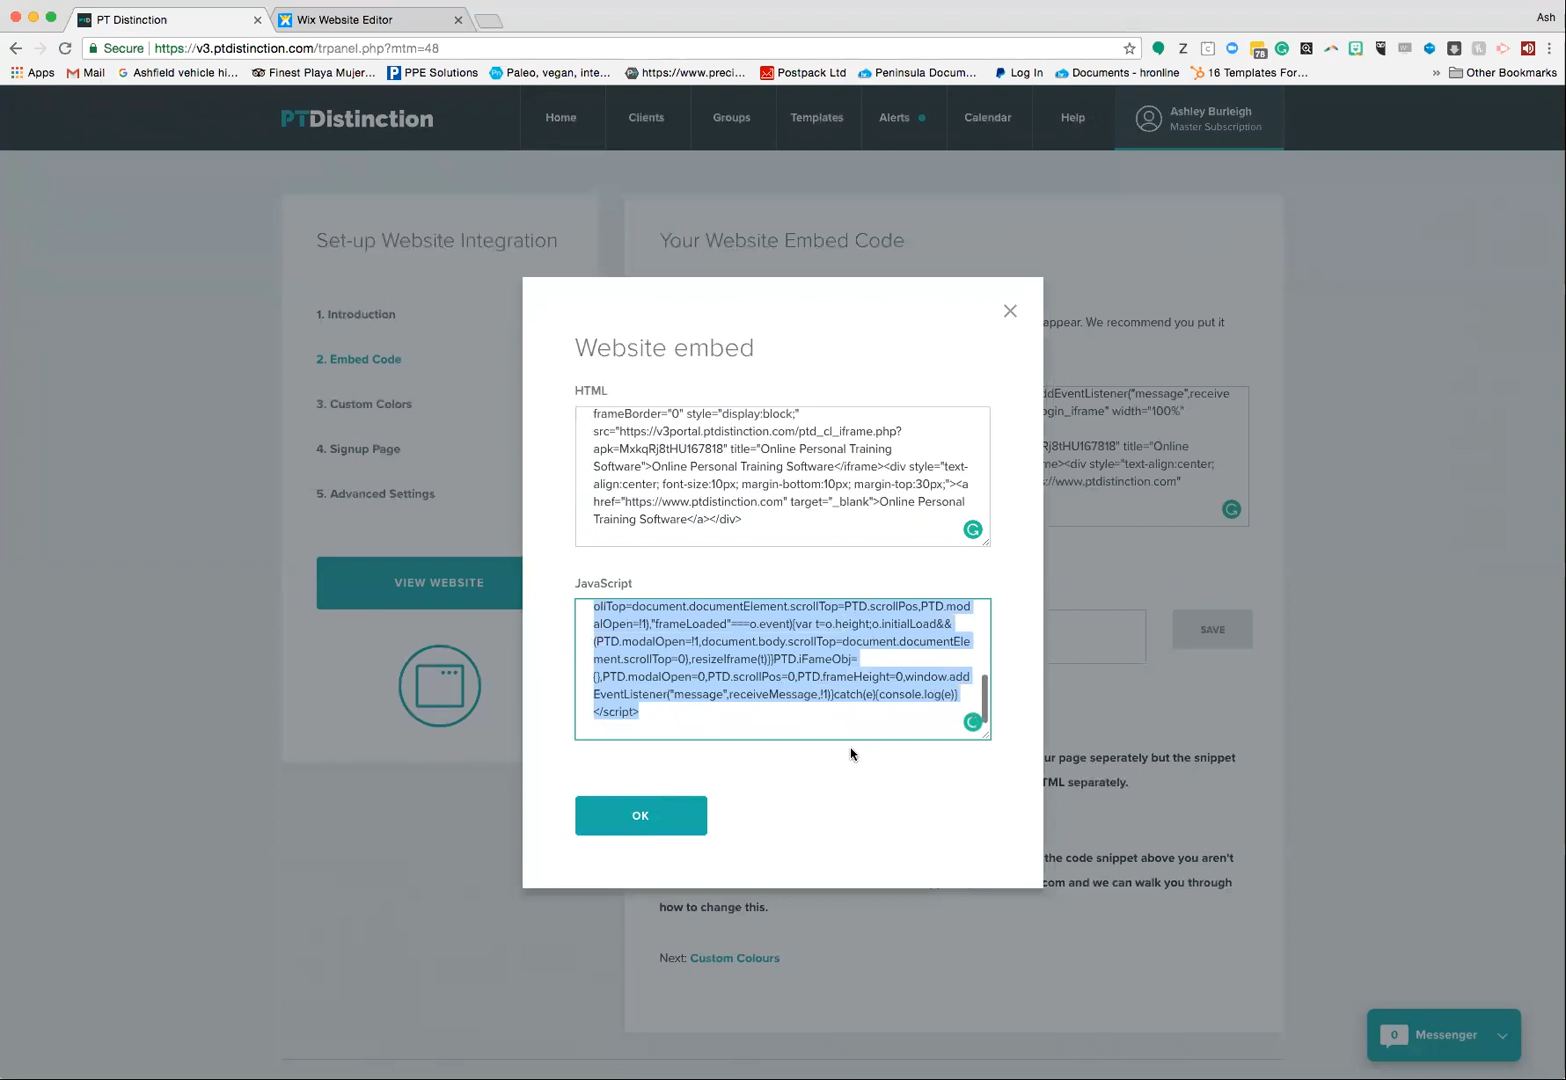 PT Distinction
Wix Website Editor
Ash
Secure https://v3.ptdistinction.com/trpanel.php?mtm=48
Z
78
Apps
Mail
Ashfield vehicle hi...
Finest Playa Mujer...
PPE Solutions
Paleo, vegan, inte...
https://www.preci...
Postpack Ltd
Peninsula Docum...
Log In
Documents - hronline
16 Templates For...
»
Other Bookmarks
PTDistinction
Home
Clients
Groups
Templates
Alerts
Calendar
Help
Ashley Burleigh
Master Subscription
Set-up Website Integration
1. Introduction
2. Embed Code
3. Custom Colors
4. Signup Page
5. Advanced Settings
VIEW WEBSITE
Your Website Embed Code
appear. We recommend you put it
ddEventListener("message",receive
ogin_iframe" width="100%"
Rj8tHU167818" title="Online
me><div style="text-align:center;
s://www.ptdistinction.com"
SAVE
ur page seperately but the snippet
TML separately.
the code snippet above you aren't
com and we can walk you through
how to change this.
Next: Custom Colours
Website embed
HTML
frameBorder="0" style="display:block;"
src="https://v3portal.ptdistinction.com/ptd_cl_iframe.php?
apk=MxkqRj8tHU167818" title="Online Personal Training
Software">Online Personal Training Software</iframe><div style="text-
align:center; font-size:10px; margin-bottom:10px; margin-top:30px;"><a
href="https://www.ptdistinction.com" target="_blank">Online Personal
Training Software</a></div>
JavaScript
ollTop=document.documentElement.scrollTop=PTD.scrollPos,PTD.mod
alOpen=!1),"frameLoaded"===o.event){var t=o.height;o.initialLoad&&
(PTD.modalOpen=!1,document.body.scrollTop=document.documentEle
ment.scrollTop=0),resizeIframe(t)}}PTD.iFameObj=
{},PTD.modalOpen=0,PTD.scrollPos=0,PTD.frameHeight=0,window.add
EventListener("message",receiveMessage,!1)}catch(e){console.log(e)}
</script>
OK
0
Messenger